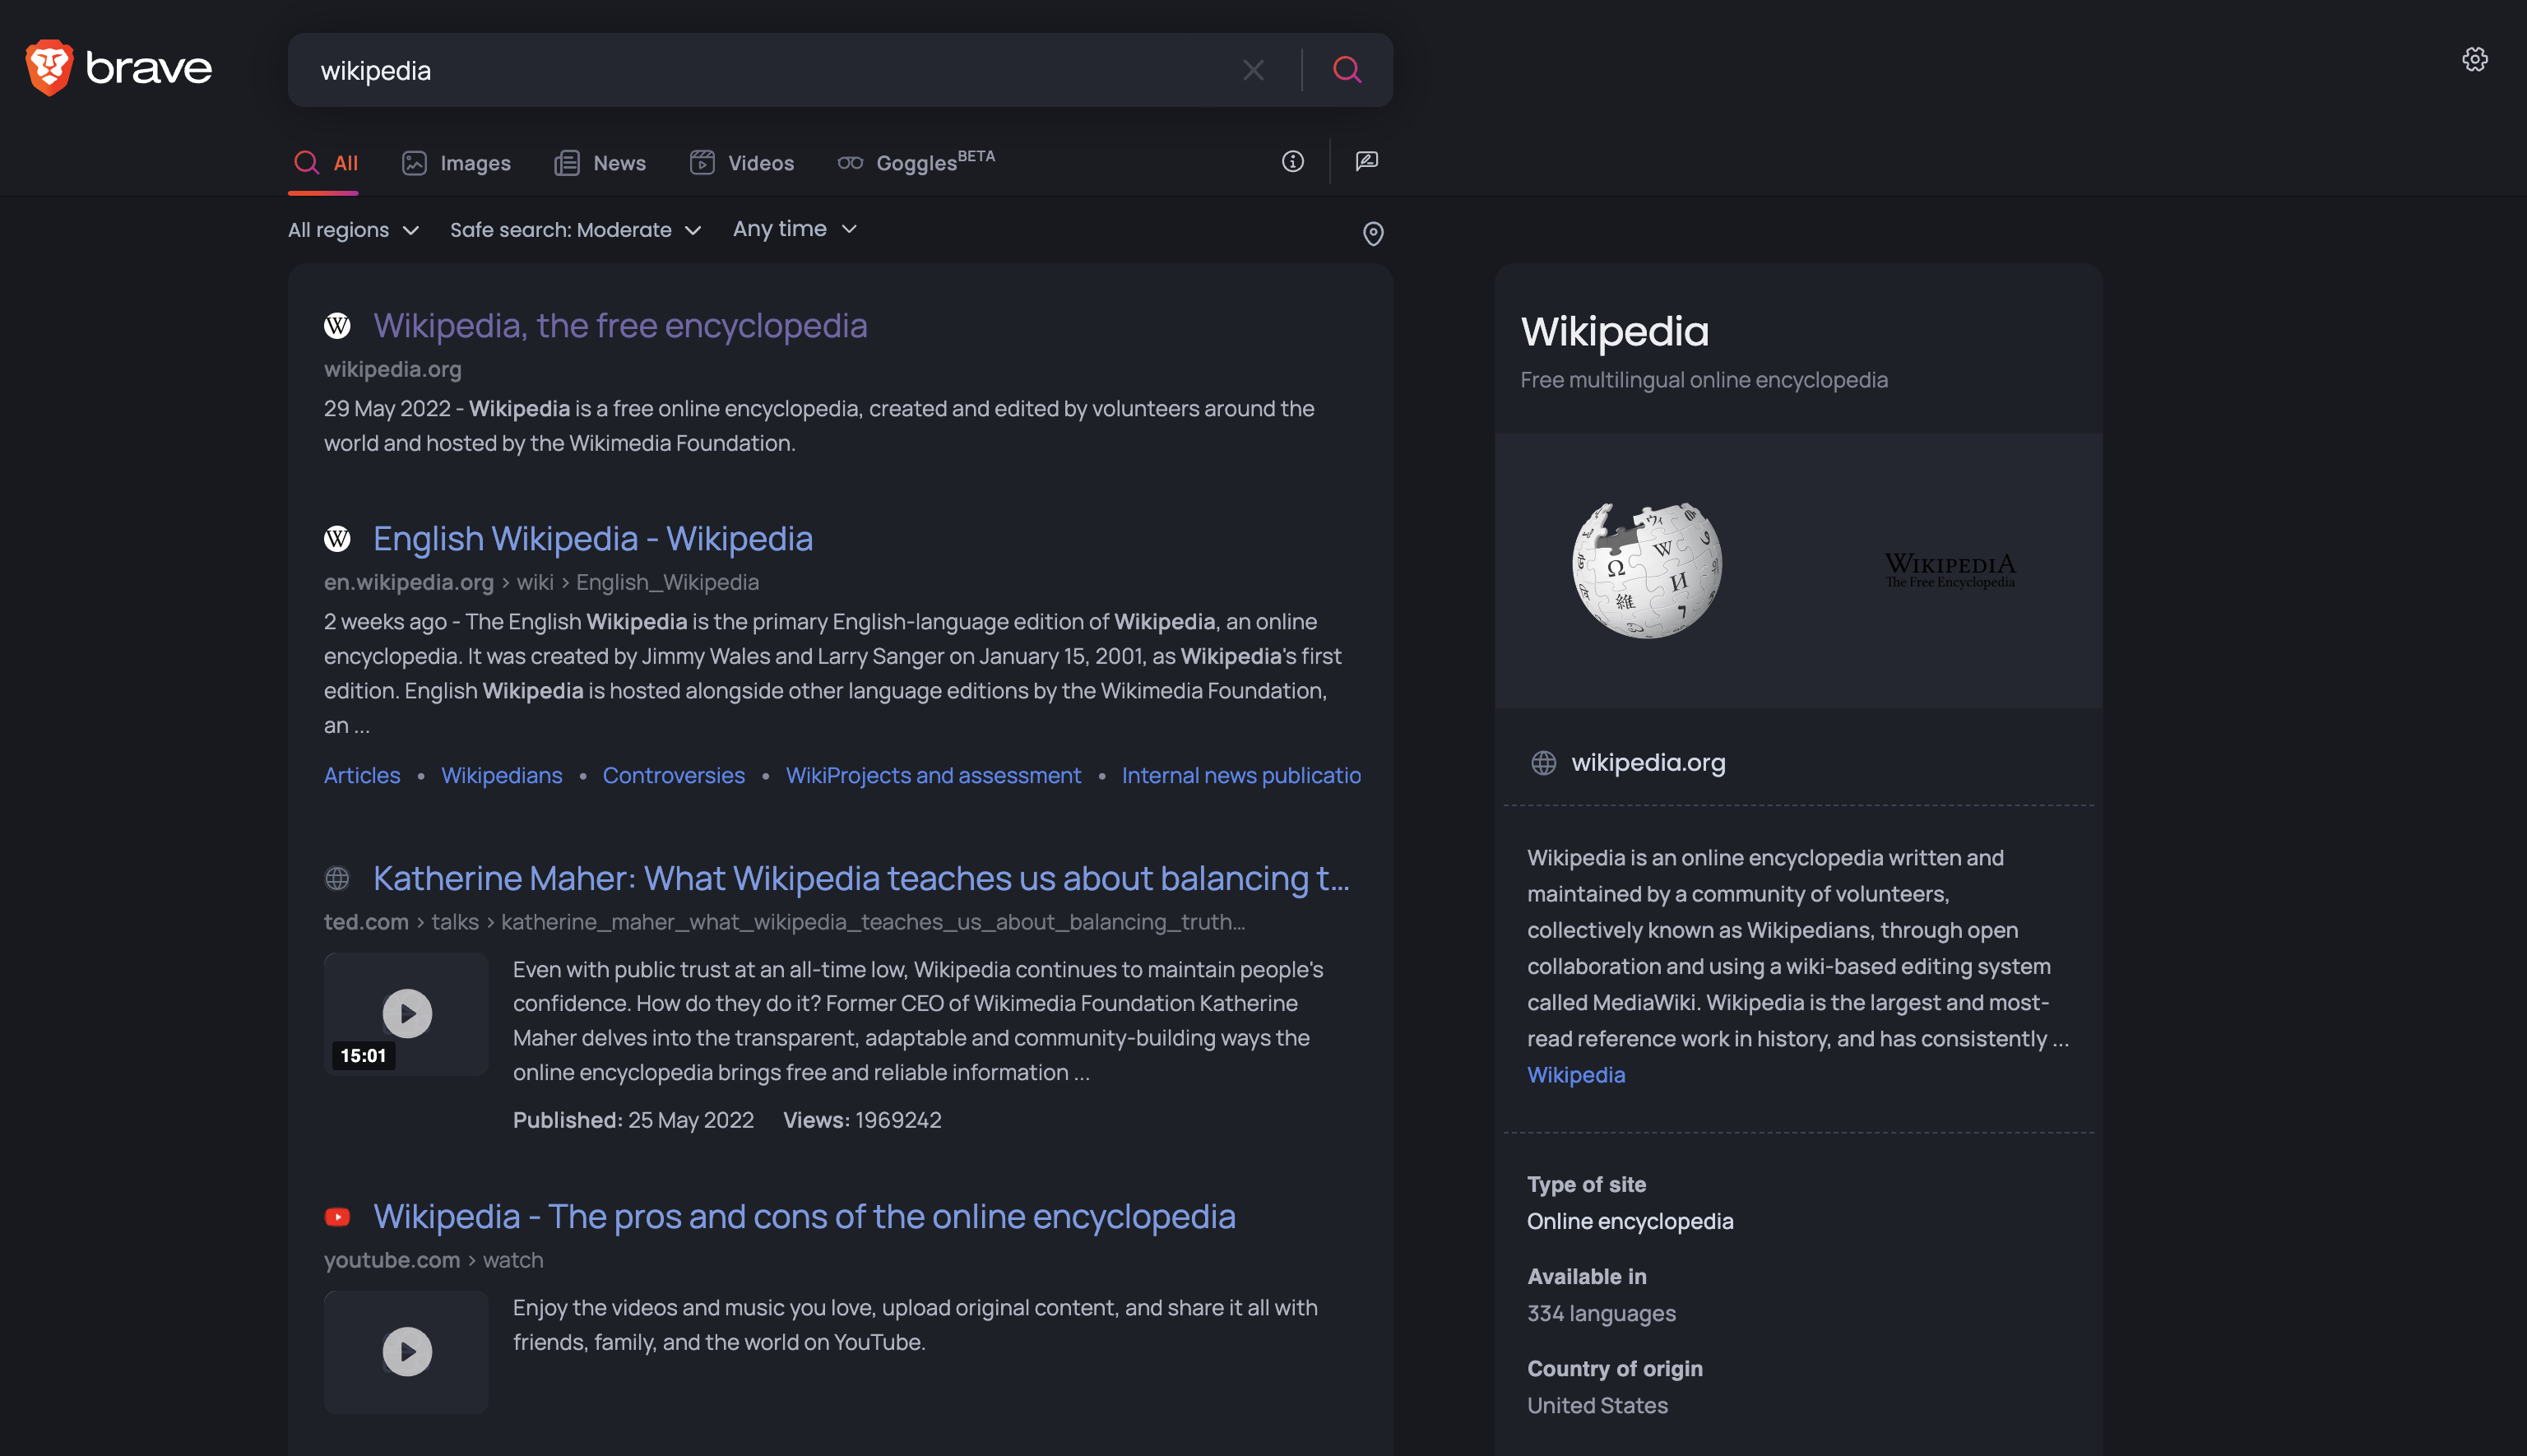 brave
wikipedia
All
Images
News
Videos
Goggles BETA
All regions
Safe search: Moderate
Any time
Wikipedia, the free encyclopedia
wikipedia.org
29 May 2022 - Wikipedia is a free online encyclopedia, created and edited by volunteers around the
world and hosted by the Wikimedia Foundation.
English Wikipedia - Wikipedia
en.wikipedia.org › wiki › English_Wikipedia
2 weeks ago - The English Wikipedia is the primary English-language edition of Wikipedia, an online
encyclopedia. It was created by Jimmy Wales and Larry Sanger on January 15, 2001, as Wikipedia's first
edition. English Wikipedia is hosted alongside other language editions by the Wikimedia Foundation,
an ...
Articles • Wikipedians • Controversies • WikiProjects and assessment • Internal news publicatio
Katherine Maher: What Wikipedia teaches us about balancing t...
ted.com › talks › katherine_maher_what_wikipedia_teaches_us_about_balancing_truth...
15:01
Even with public trust at an all-time low, Wikipedia continues to maintain people's
confidence. How do they do it? Former CEO of Wikimedia Foundation Katherine
Maher delves into the transparent, adaptable and community-building ways the
online encyclopedia brings free and reliable information ...
Published: 25 May 2022 Views: 1969242
Wikipedia - The pros and cons of the online encyclopedia
youtube.com › watch
Enjoy the videos and music you love, upload original content, and share it all with
friends, family, and the world on YouTube.
Wikipedia
Free multilingual online encyclopedia
WIKIPEDIA
The Free Encyclopedia
wikipedia.org
Wikipedia is an online encyclopedia written and
maintained by a community of volunteers,
collectively known as Wikipedians, through open
collaboration and using a wiki-based editing system
called MediaWiki. Wikipedia is the largest and most-
read reference work in history, and has consistently ...
Wikipedia
Type of site
Online encyclopedia
Available in
334 languages
Country of origin
United States